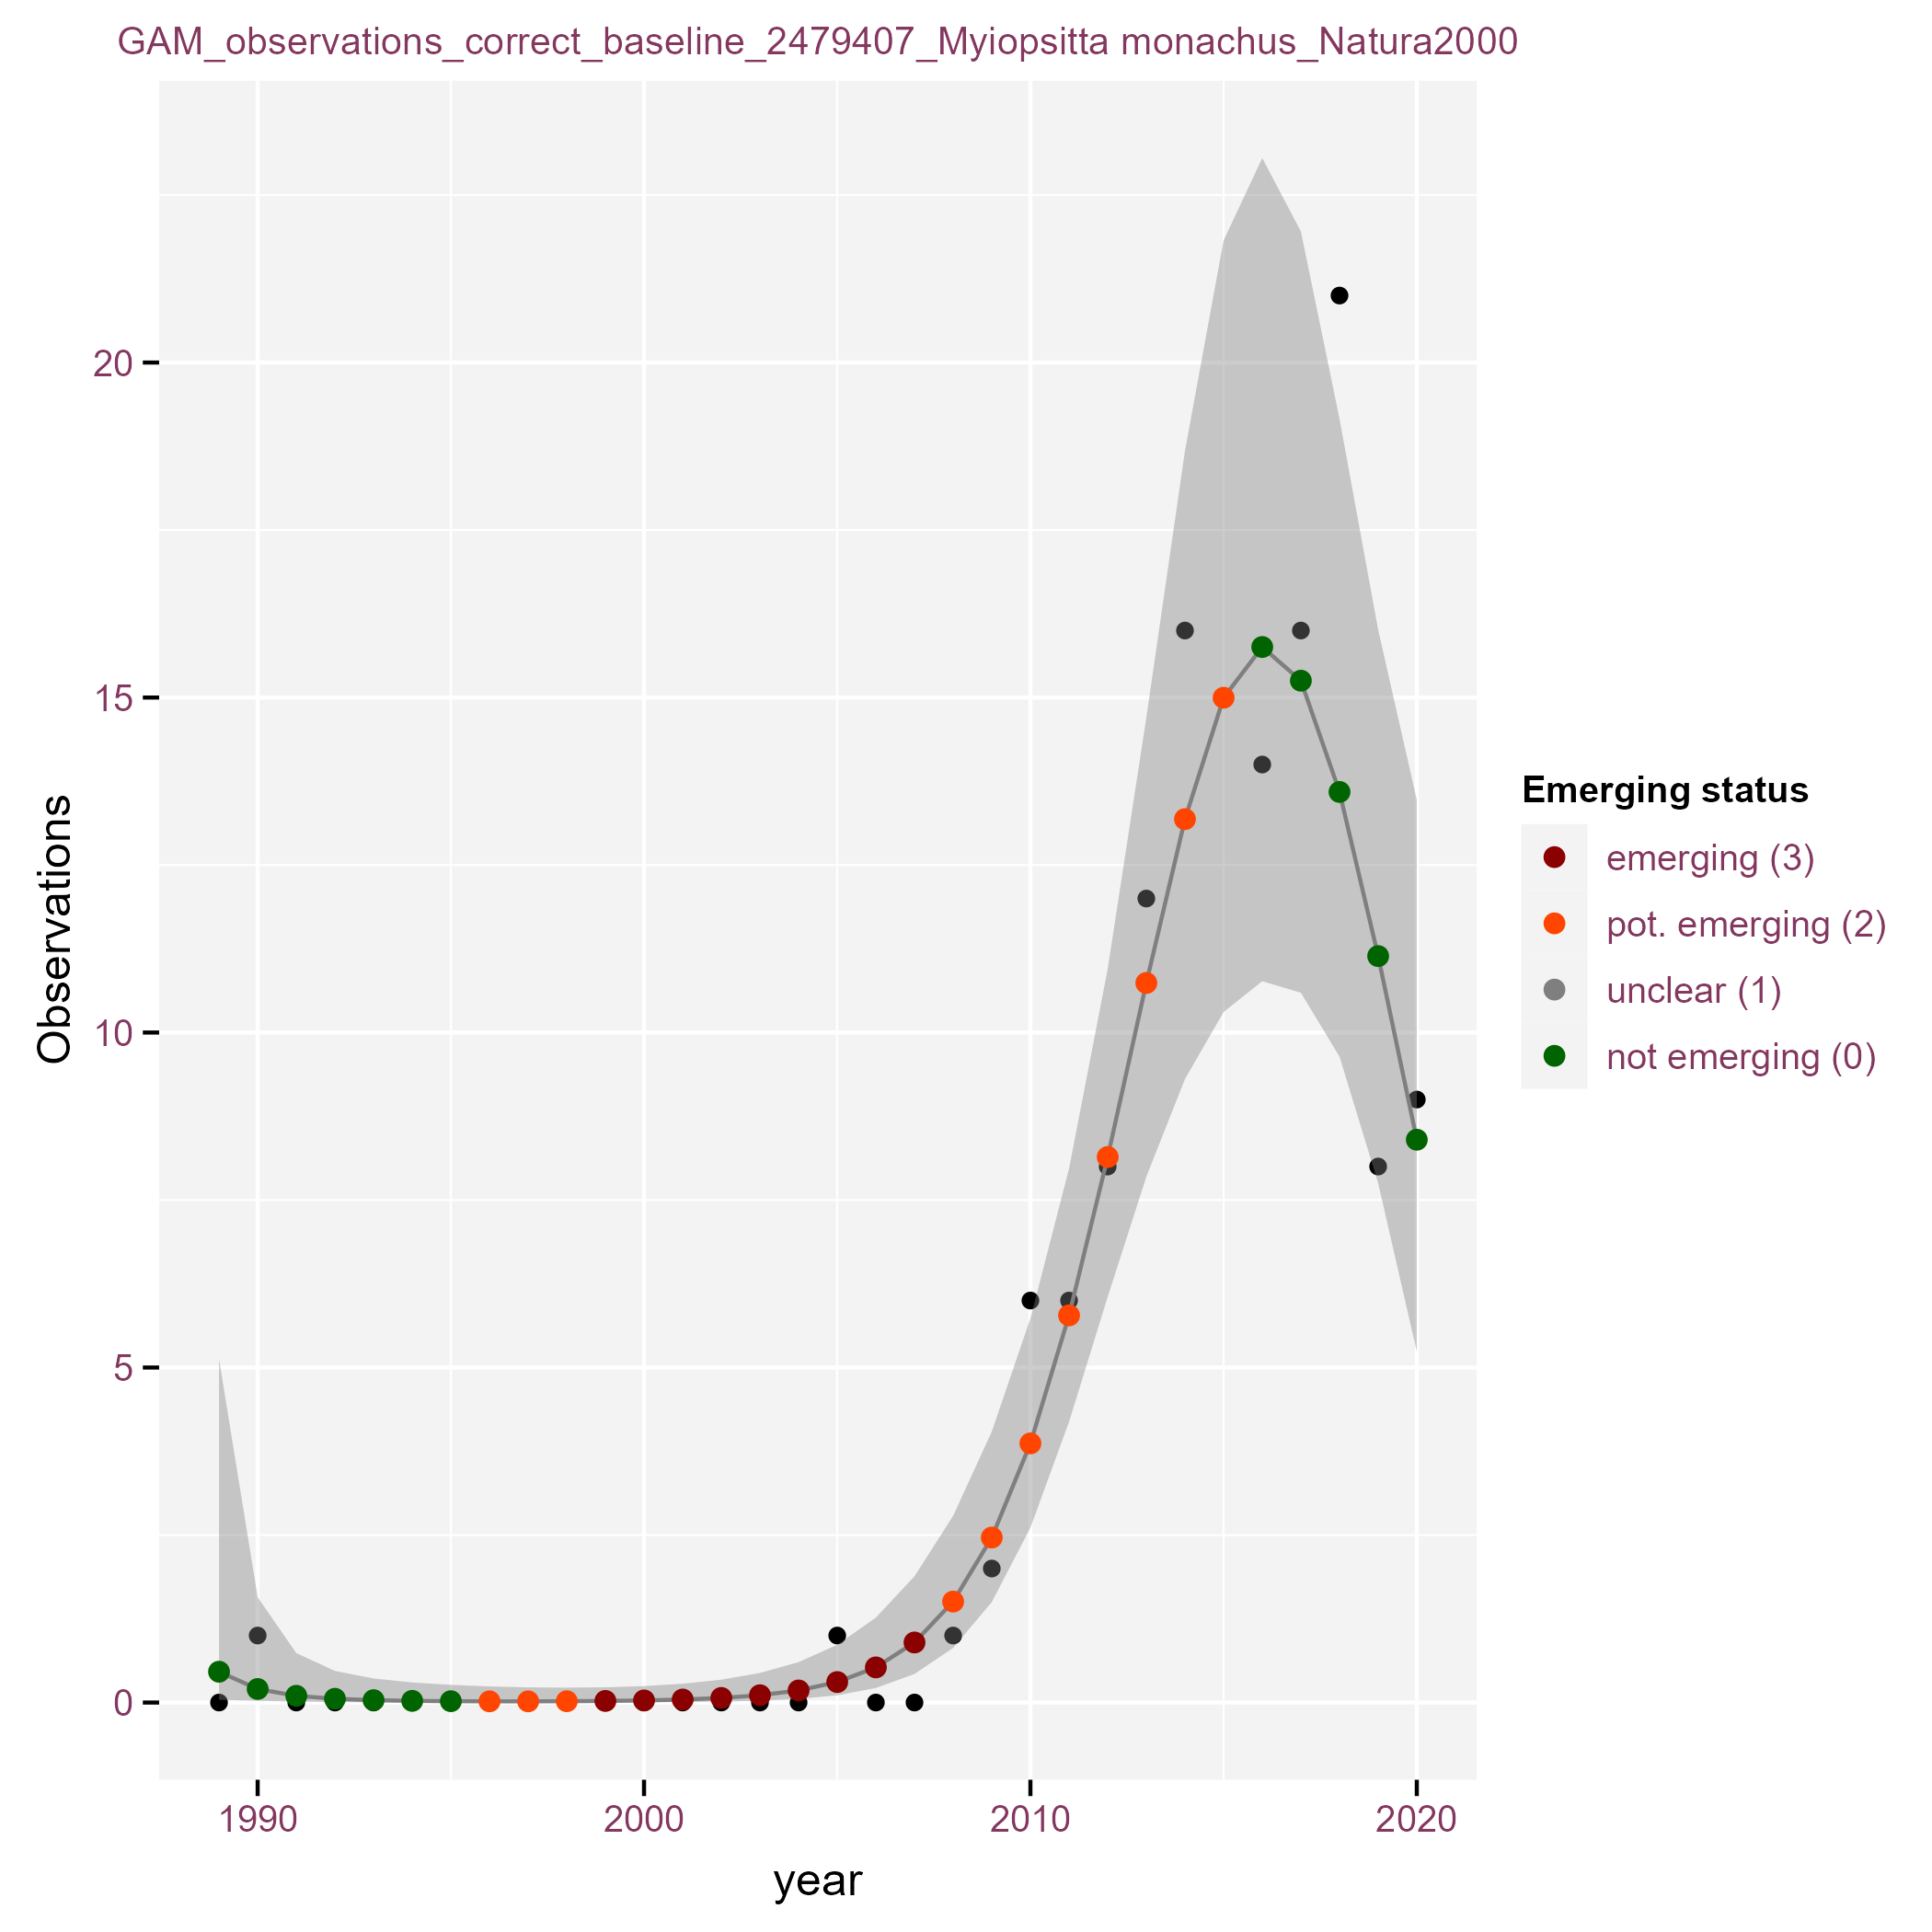 GAM_observations_correct_baseline_2479407_Myiopsitta monachus_Natura2000
Observations
20
15
10
5
0
1990 2000 2010 2020
year
Emerging status
emerging (3)
pot. emerging (2)
unclear (1)
not emerging (0)